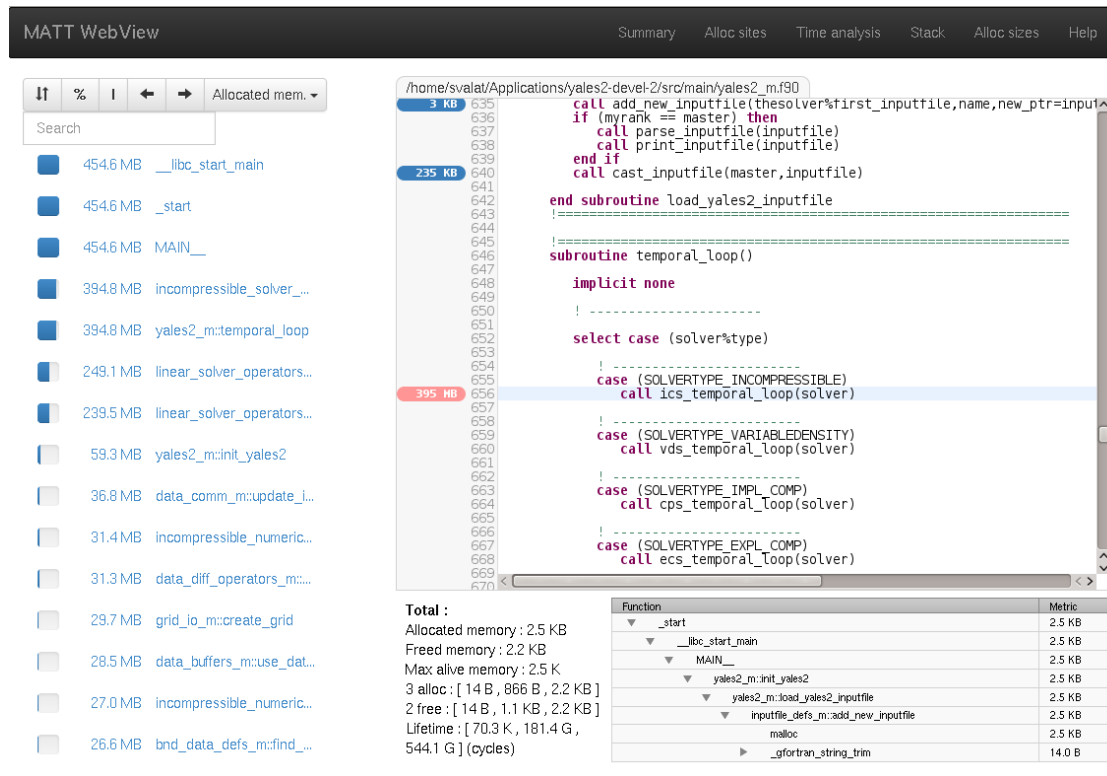 MATT WebView Summary Alloc sites Time analysis Stack Alloc sizes Help
% I Allocated mem.
Search
454.6 MB __libc_start_main
454.6 MB _start
454.6 MB MAIN__
394.8 MB incompressible_solver_...
394.8 MB yales2_m::temporal_loop
249.1 MB linear_solver_operators...
239.5 MB linear_solver_operators...
59.3 MB yales2_m::init_yales2
36.8 MB data_comm_m::update_i...
31.4 MB incompressible_numeric...
31.3 MB data_diff_operators_m::...
29.7 MB grid_io_m::create_grid
28.5 MB data_buffers_m::use_dat...
27.0 MB incompressible_numeric...
26.6 MB bnd_data_defs_m::find_...
/home/svalat/Applications/yales2-devel-2/src/main/yales2_m.f90
3 KB 635 call add_new_inputfile(thesolver%first_inputfile,name,new_ptr=input
636 if (myrank == master) then
637 call parse_inputfile(inputfile)
638 call print_inputfile(inputfile)
639 end if
235 KB 640 call cast_inputfile(master,inputfile)
641
642 end subroutine load_yales2_inputfile
643 !=================================================================
644
645 !=================================================================
646 subroutine temporal_loop()
647
648 implicit none
649
650 ! ----------------------
651
652 select case (solver%type)
653
654 ! ------------------------
655 case (SOLVERTYPE_INCOMPRESSIBLE)
395 MB 656 call ics_temporal_loop(solver)
657
658 ! ------------------------
659 case (SOLVERTYPE_VARIABLEDENSITY)
660 call vds_temporal_loop(solver)
661
662 ! ------------------------
663 case (SOLVERTYPE_IMPL_COMP)
664 call cps_temporal_loop(solver)
665
666 ! ------------------------
667 case (SOLVERTYPE_EXPL_COMP)
668 call ecs_temporal_loop(solver)
669
670
Total :
Allocated memory : 2.5 KB
Freed memory : 2.2 KB
Max alive memory : 2.5 K
3 alloc : [ 14 B , 866 B , 2.2 KB ]
2 free : [ 14 B , 1.1 KB , 2.2 KB ]
Lifetime : [ 70.3 K , 181.4 G ,
544.1 G ] (cycles)
Function Metric
_start 2.5 KB
__libc_start_main 2.5 KB
MAIN__ 2.5 KB
yales2_m::init_yales2 2.5 KB
yales2_m::load_yales2_inputfile 2.5 KB
inputfile_defs_m::add_new_inputfile 2.5 KB
malloc 2.5 KB
_gfortran_string_trim 14.0 B